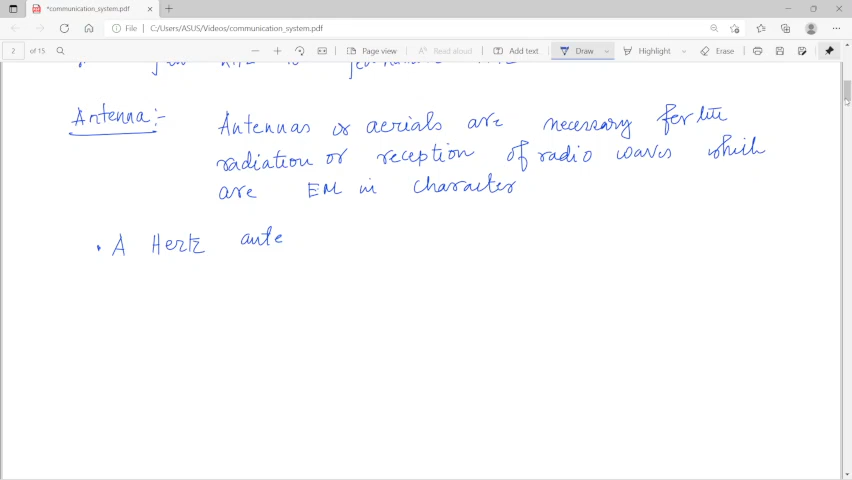 *communication_system.pdf
File C:/Users/ASUS/Videos/communication_system.pdf
2 of 15 Page view Read aloud Add text Draw Highlight Erase
Antenna:- Antennas or aerials are necessary for the
radiation or reception of radio waves which
are EM in character
• A Hertz ante